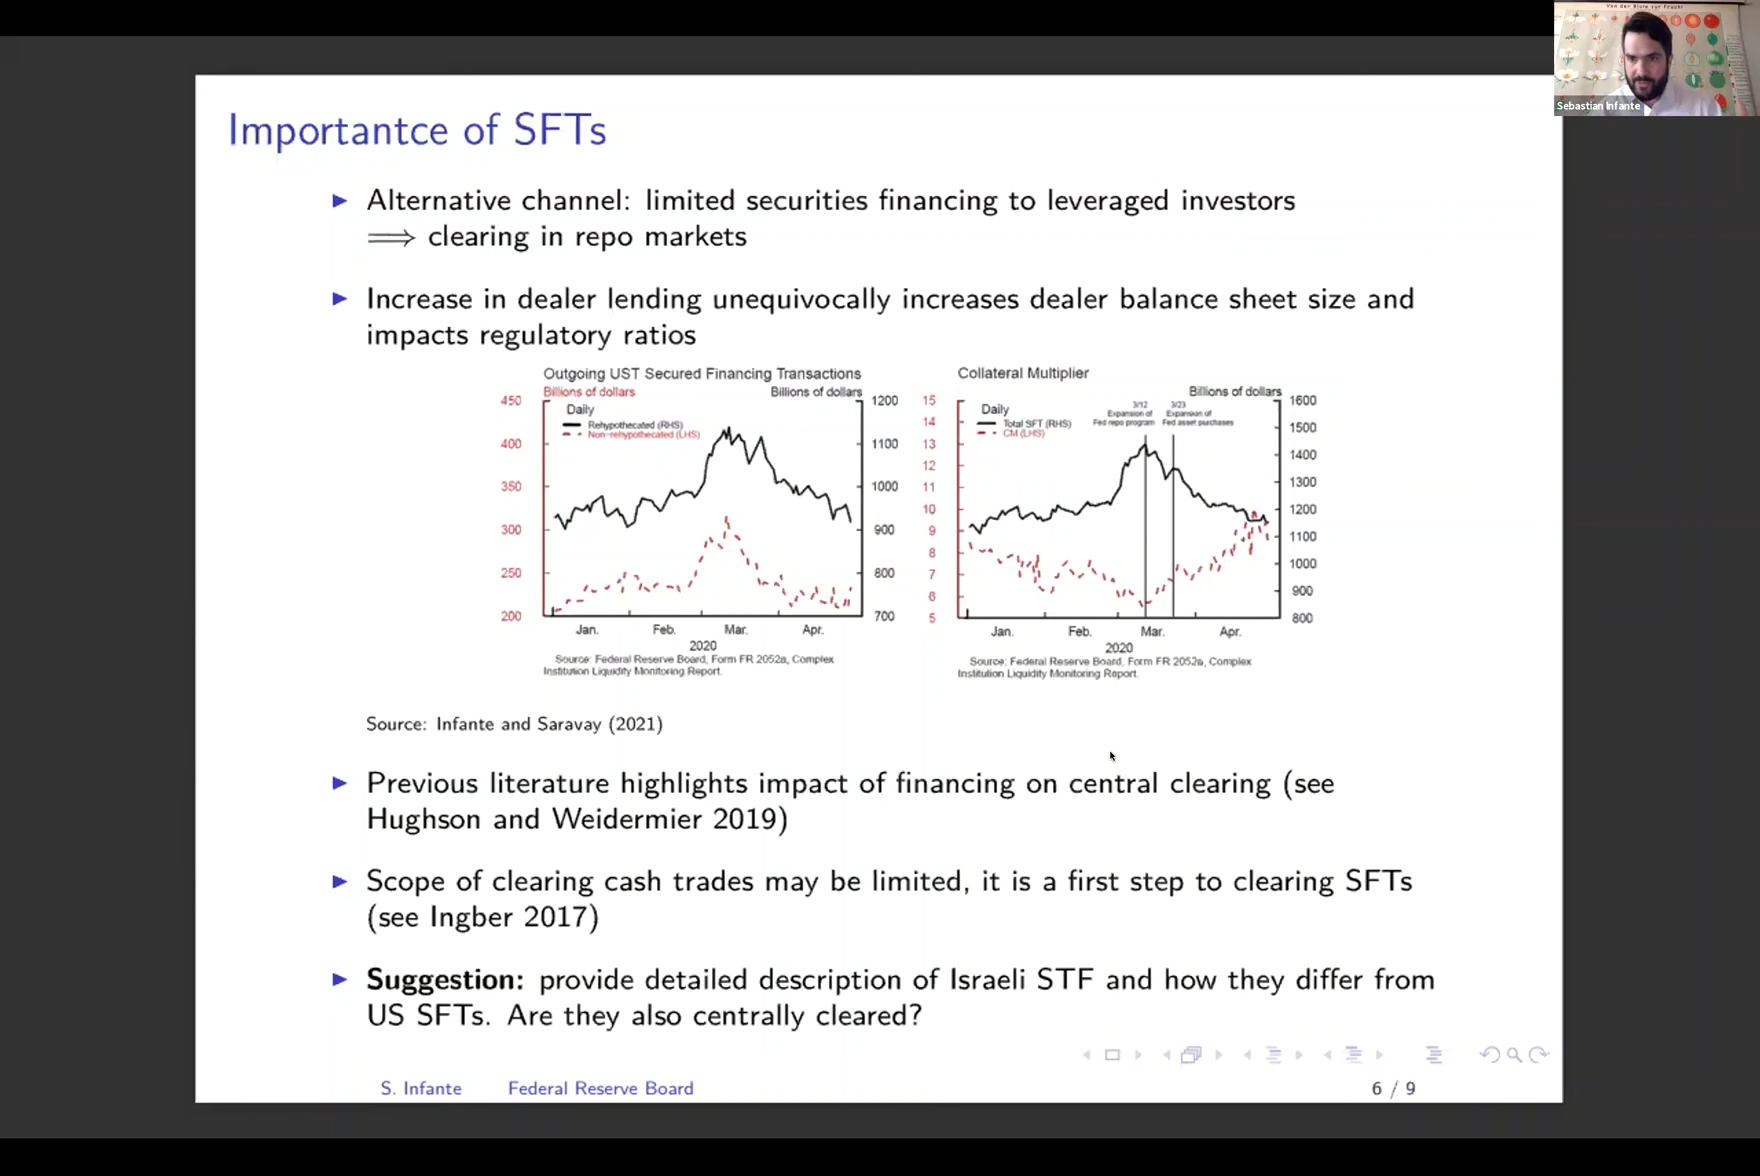 Von der Blüte zur Frucht
Sebastian Infante
Importantce of SFTs
▶ Alternative channel: limited securities financing to leveraged investors
⟹ clearing in repo markets
▶ Increase in dealer lending unequivocally increases dealer balance sheet size and
impacts regulatory ratios
Outgoing UST Secured Financing Transactions
Billions of dollars Billions of dollars
Daily
Rehypothecated (RHS)
Non-rehypothecated (LHS)
450
400
350
300
250
200
1200
1100
1000
900
800
700
Jan. Feb. Mar. Apr.
2020
Source: Federal Reserve Board, Form FR 2052a, Complex
Institution Liquidity Monitoring Report.
Collateral Multiplier
Billions of dollars
Daily
Total SFT (RHS)
CM (LHS)
3/12
Expansion of
Fed repo program
3/23
Expansion of
Fed asset purchases
15
14
13
12
11
10
9
8
7
6
5
1600
1500
1400
1300
1200
1100
1000
900
800
Jan. Feb. Mar. Apr.
2020
Source: Federal Reserve Board, Form FR 2052a, Complex
Institution Liquidity Monitoring Report.
Source: Infante and Saravay (2021)
▶ Previous literature highlights impact of financing on central clearing (see
Hughson and Weidermier 2019)
▶ Scope of clearing cash trades may be limited, it is a first step to clearing SFTs
(see Ingber 2017)
▶ Suggestion: provide detailed description of Israeli STF and how they differ from
US SFTs. Are they also centrally cleared?
S. Infante Federal Reserve Board 6 / 9